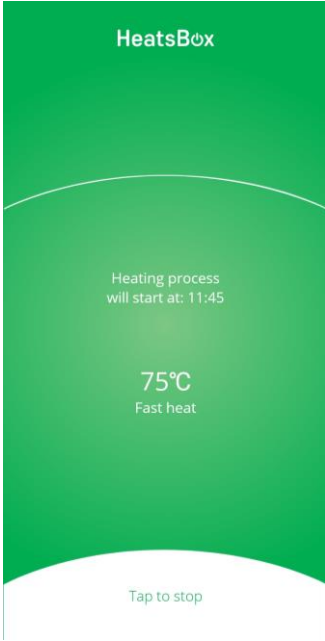 HeatsBox
Heating process
will start at: 11:45
75℃
Fast heat
Tap to stop